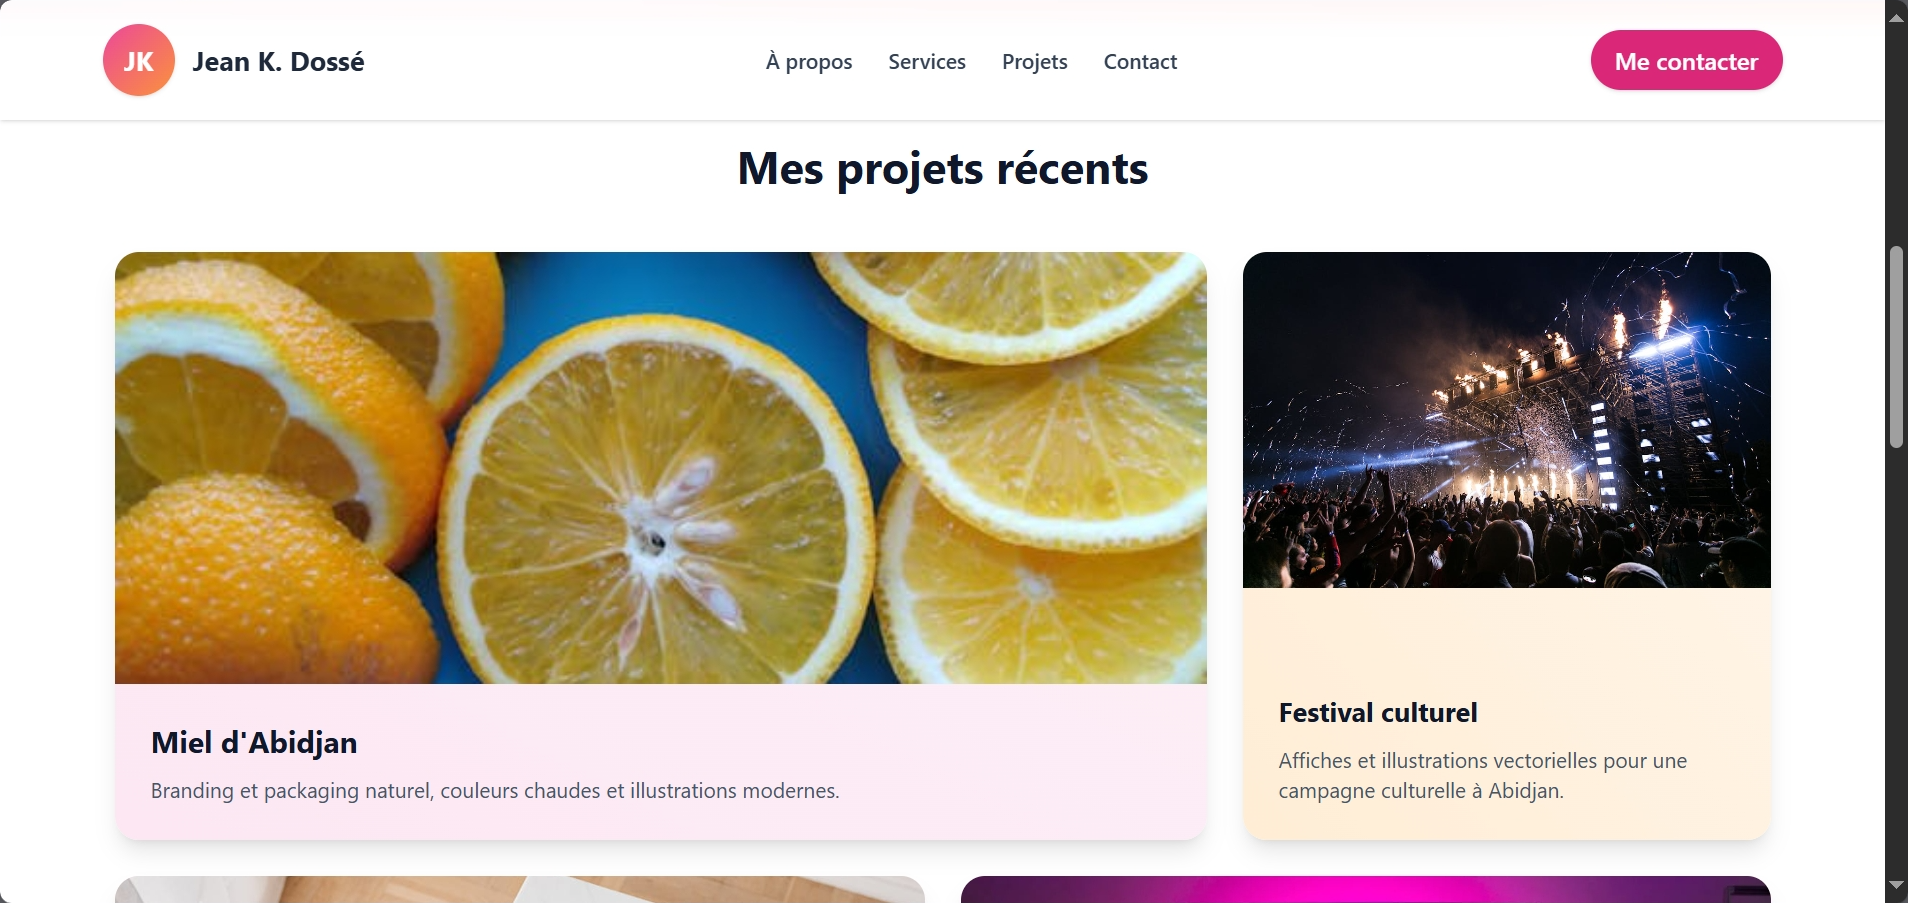 JK
Jean K. Dossé
À propos
Services
Projets
Contact
Me contacter
Mes projets récents
Miel d'Abidjan
Branding et packaging naturel, couleurs chaudes et illustrations modernes.
Festival culturel
Affiches et illustrations vectorielles pour une
campagne culturelle à Abidjan.